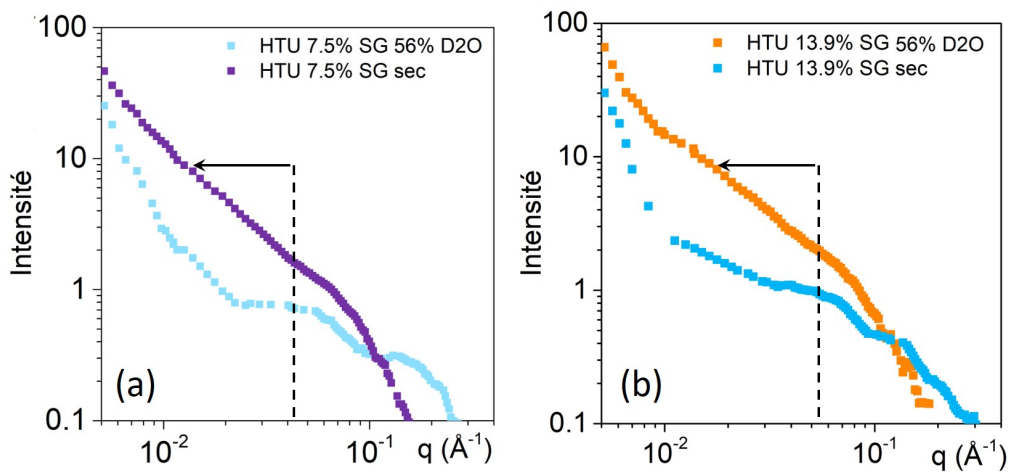 100
HTU 7.5% SG 56% D2O
HTU 7.5% SG sec
10
Intensité
1
(a)
0.1
10-2
10-1
q (Å-1)
100
HTU 13.9% SG 56% D2O
HTU 13.9% SG sec
10
Intensité
1
(b)
0.1
10-2
10-1
q (Å-1)